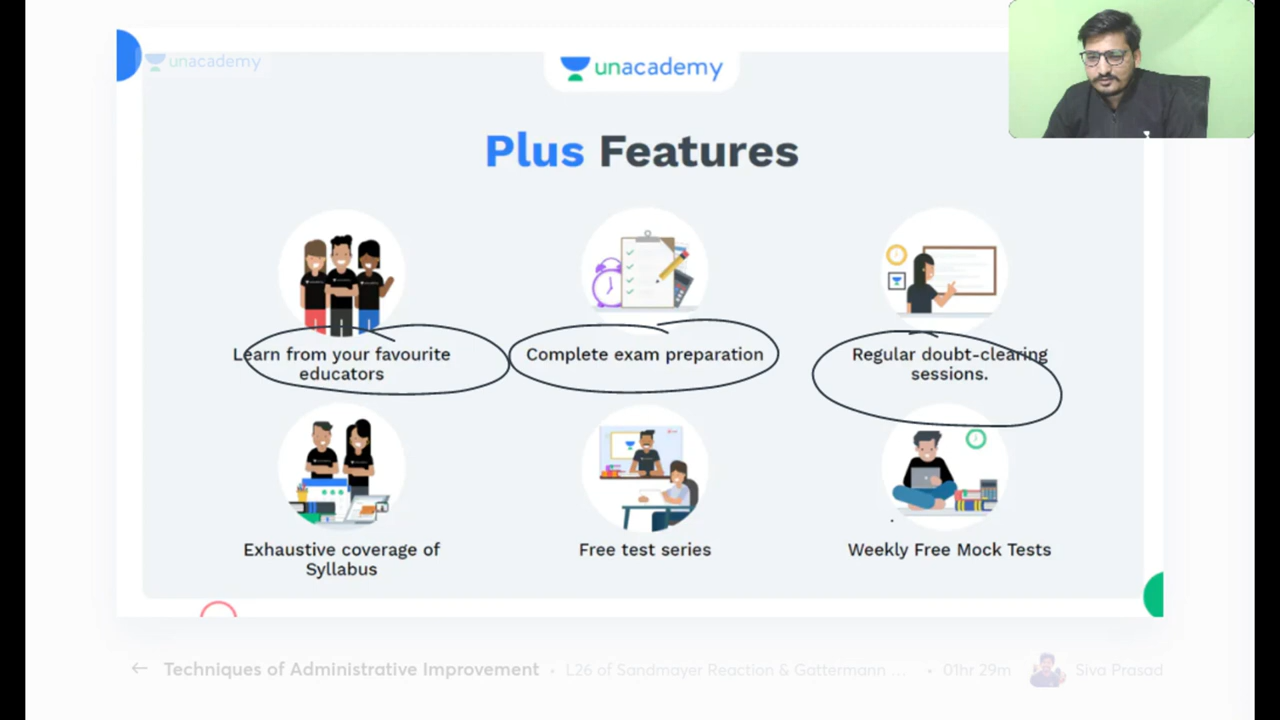 unacademy
unacademy
Plus Features
Learn from your favourite
educators
Complete exam preparation
Regular doubt-clearing
sessions.
Exhaustive coverage of
Syllabus
Free test series
Weekly Free Mock Tests
← Techniques of Administrative Improvement • L26 of Sandmayer Reaction & Gattermann ... • 01hr 29m Siva Prasad